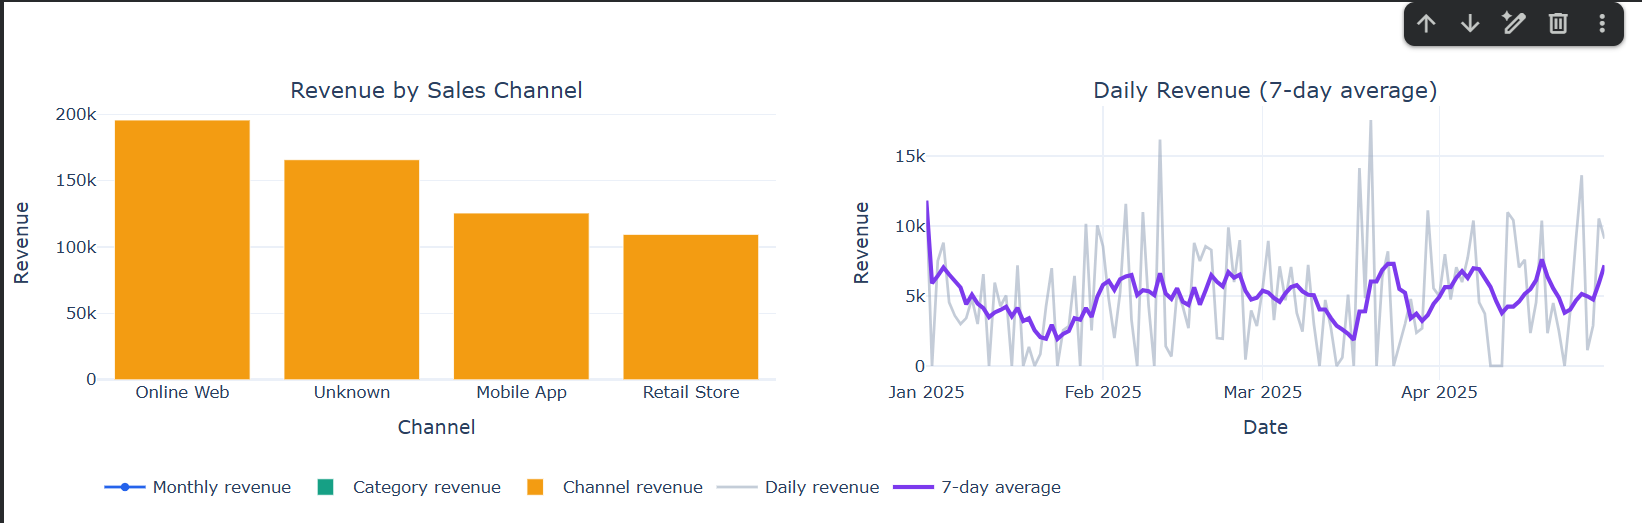 Revenue by Sales Channel
200k
150k
100k
50k
0
Revenue
Online Web
Unknown
Mobile App
Retail Store
Channel
Daily Revenue (7-day average)
15k
10k
5k
0
Revenue
Jan 2025
Feb 2025
Mar 2025
Apr 2025
Date
Monthly revenue
Category revenue
Channel revenue
Daily revenue
7-day average